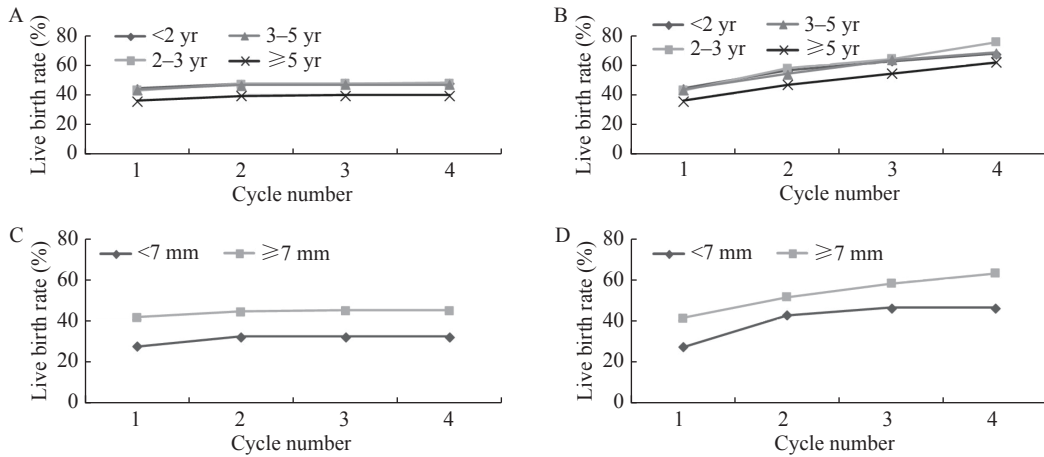 A
Live birth rate (%)
80
60
40
20
0
<2 yr
3–5 yr
2–3 yr
≥5 yr
1 2 3 4
Cycle number
B
Live birth rate (%)
80
60
40
20
0
<2 yr
3–5 yr
2–3 yr
≥5 yr
1 2 3 4
Cycle number
C
Live birth rate (%)
80
60
40
20
0
<7 mm ≥7 mm
1 2 3 4
Cycle number
D
Live birth rate (%)
80
60
40
20
0
<7 mm ≥7 mm
1 2 3 4
Cycle number